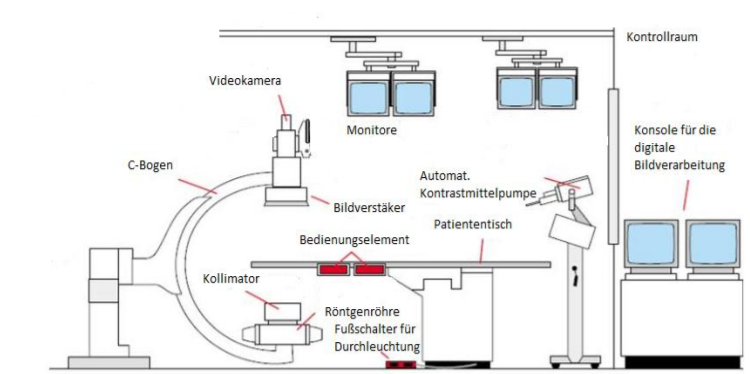 Kontrollraum
Videokamera
Monitore
Konsole für die
digitale
Bildverarbeitung
C-Bogen
Automat.
Kontrastmittelpumpe
Bildverstäker
Patiententisch
Bedienungselement
Kollimator
Röntgenröhre
Fußschalter für
Durchleuchtung